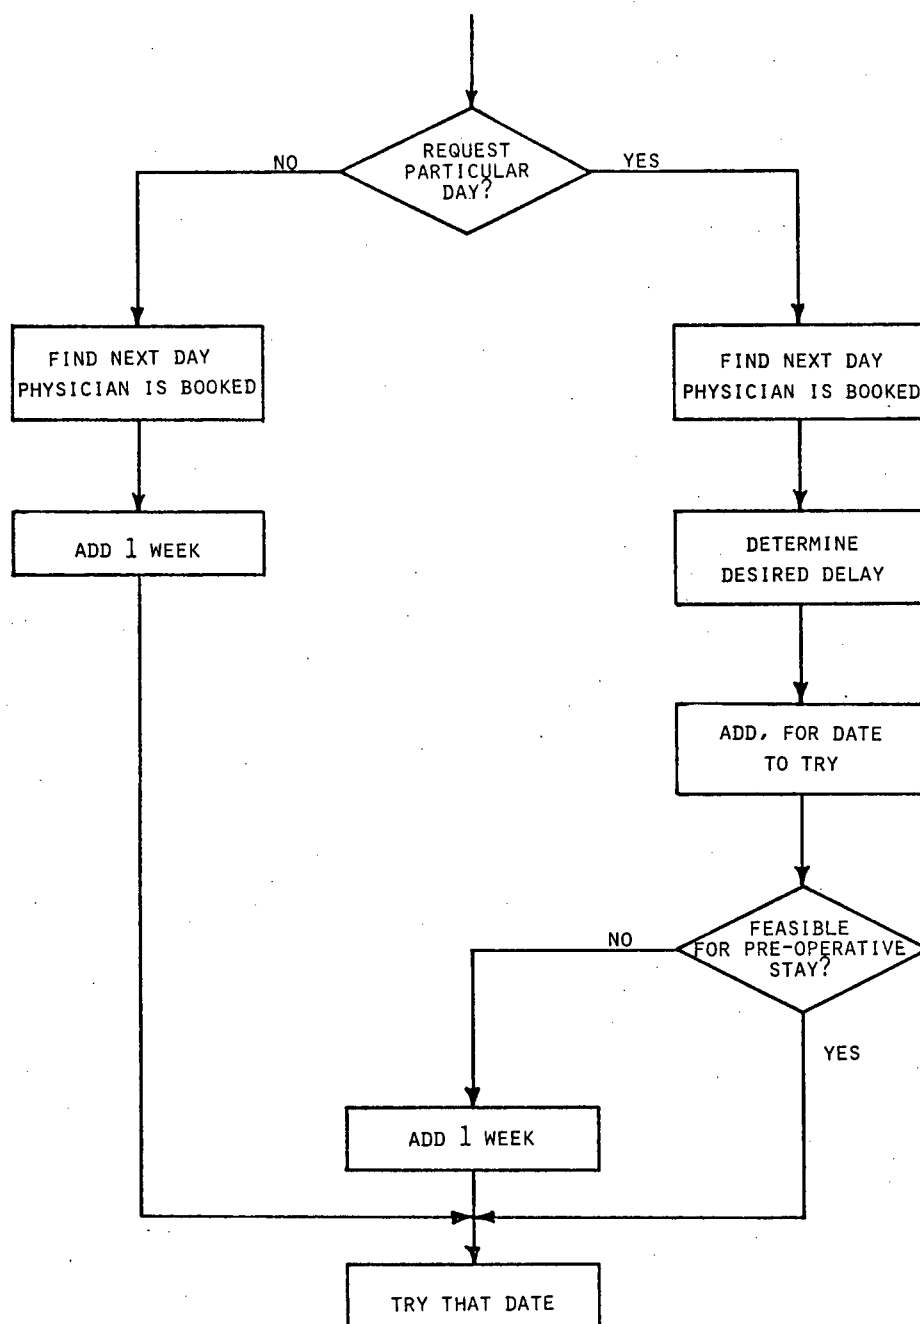 REQUEST
PARTICULAR
DAY?
NO
YES
FIND NEXT DAY
PHYSICIAN IS BOOKED
FIND NEXT DAY
PHYSICIAN IS BOOKED
ADD 1 WEEK
DETERMINE
DESIRED DELAY
ADD, FOR DATE
TO TRY
FEASIBLE
FOR PRE-OPERATIVE
STAY?
NO
YES
ADD 1 WEEK
TRY THAT DATE